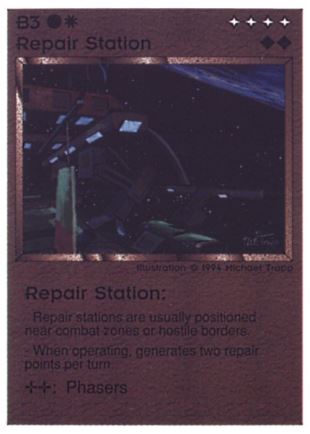 B3
Repair Station
Illustration © 1994 Michael Tropp
Repair Station:
Repair stations are usually positioned
near combat zones or hostile borders.
- When operating, generates two repair
points per turn.
Phasers